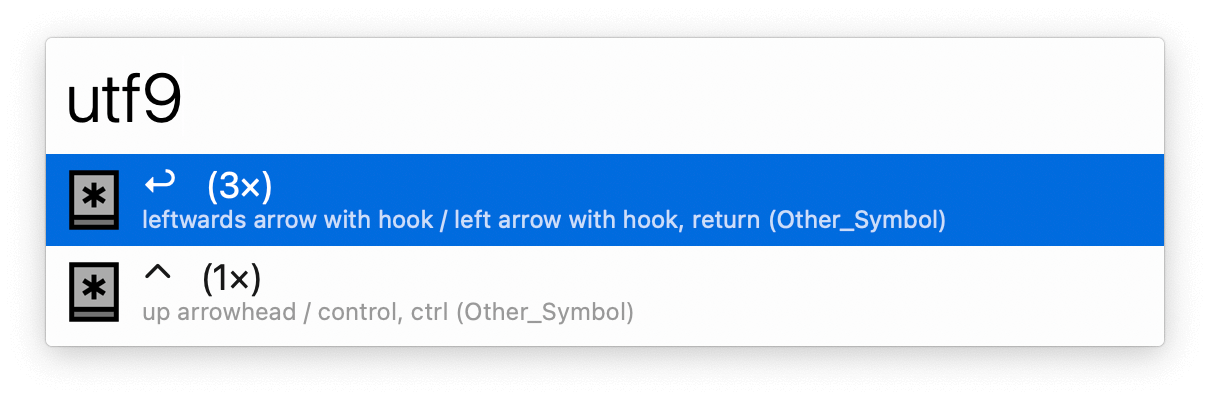 utf9
↩ (3×)
leftwards arrow with hook / left arrow with hook, return (Other_Symbol)
⌃ (1×)
up arrowhead / control, ctrl (Other_Symbol)